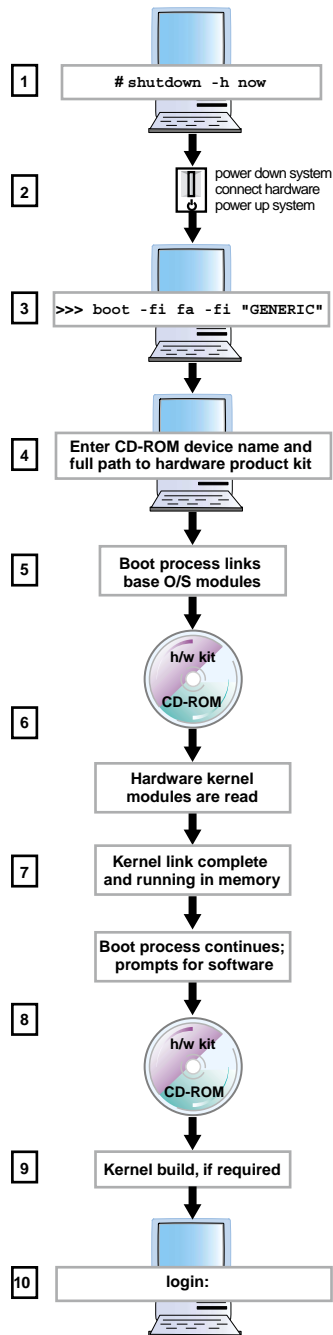 1
# shutdown -h now
2
power down system
connect hardware
power up system
3
>>> boot -fi fa -fi "GENERIC"
4
Enter CD-ROM device name and
full path to hardware product kit
5
Boot process links
base O/S modules
6
h/w kit
CD-ROM
Hardware kernel
modules are read
7
Kernel link complete
and running in memory
Boot process continues;
prompts for software
8
h/w kit
CD-ROM
9
Kernel build, if required
10
login: